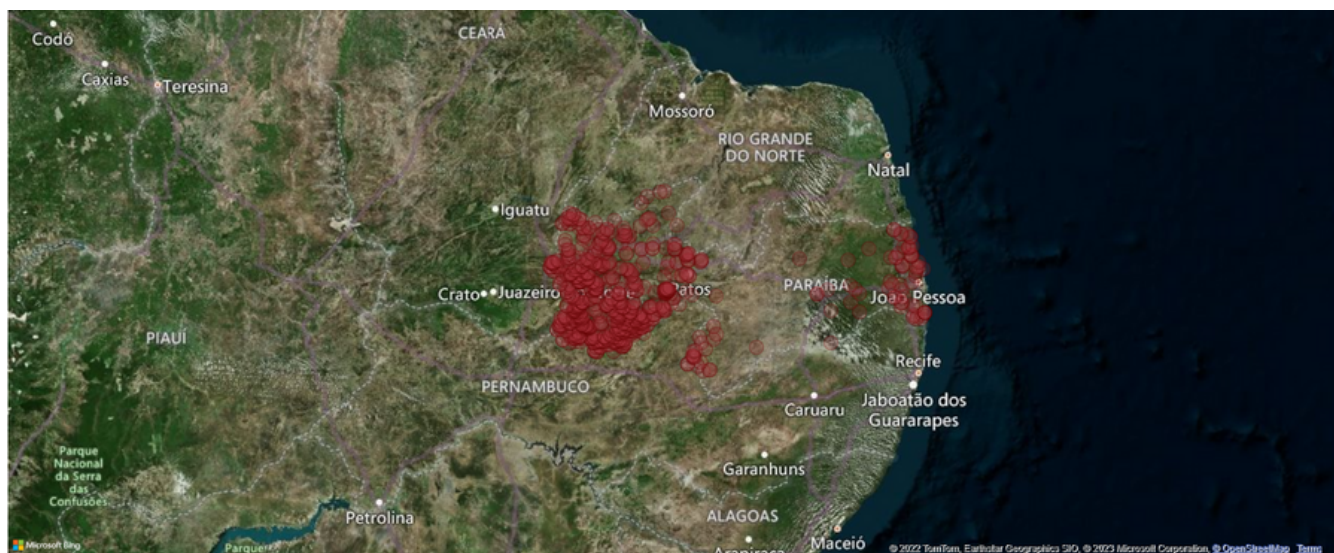 CEARÁ
Codó
Caxias
Teresina
Mossoró
RIO GRANDE
DO NORTE
Natal
Iguatu
Crato
Juazeiro
Patos
PARAÍBA
João Pessoa
PIAUÍ
PERNAMBUCO
Recife
Jaboatão dos
Guararapes
Caruaru
Parque
Nacional
da Serra
das
Confusões
Garanhuns
Petrolina
ALAGOAS
Maceió
Arapiraca
Parque
Microsoft Bing
© 2022 TomTom, Earthstar Geographics SIO, © 2023 Microsoft Corporation, © OpenStreetMap Terms